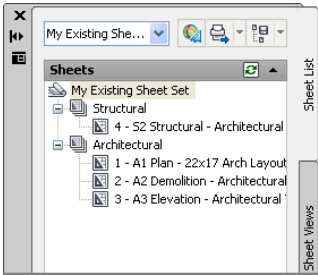 My Existing She...
Sheets
My Existing Sheet Set
Structural
4 - S2 Structural - Architectural
Architectural
1 - A1 Plan - 22x17 Arch Layout
2 - A2 Demolition - Architectural
3 - A3 Elevation - Architectural
Sheet List
Sheet Views